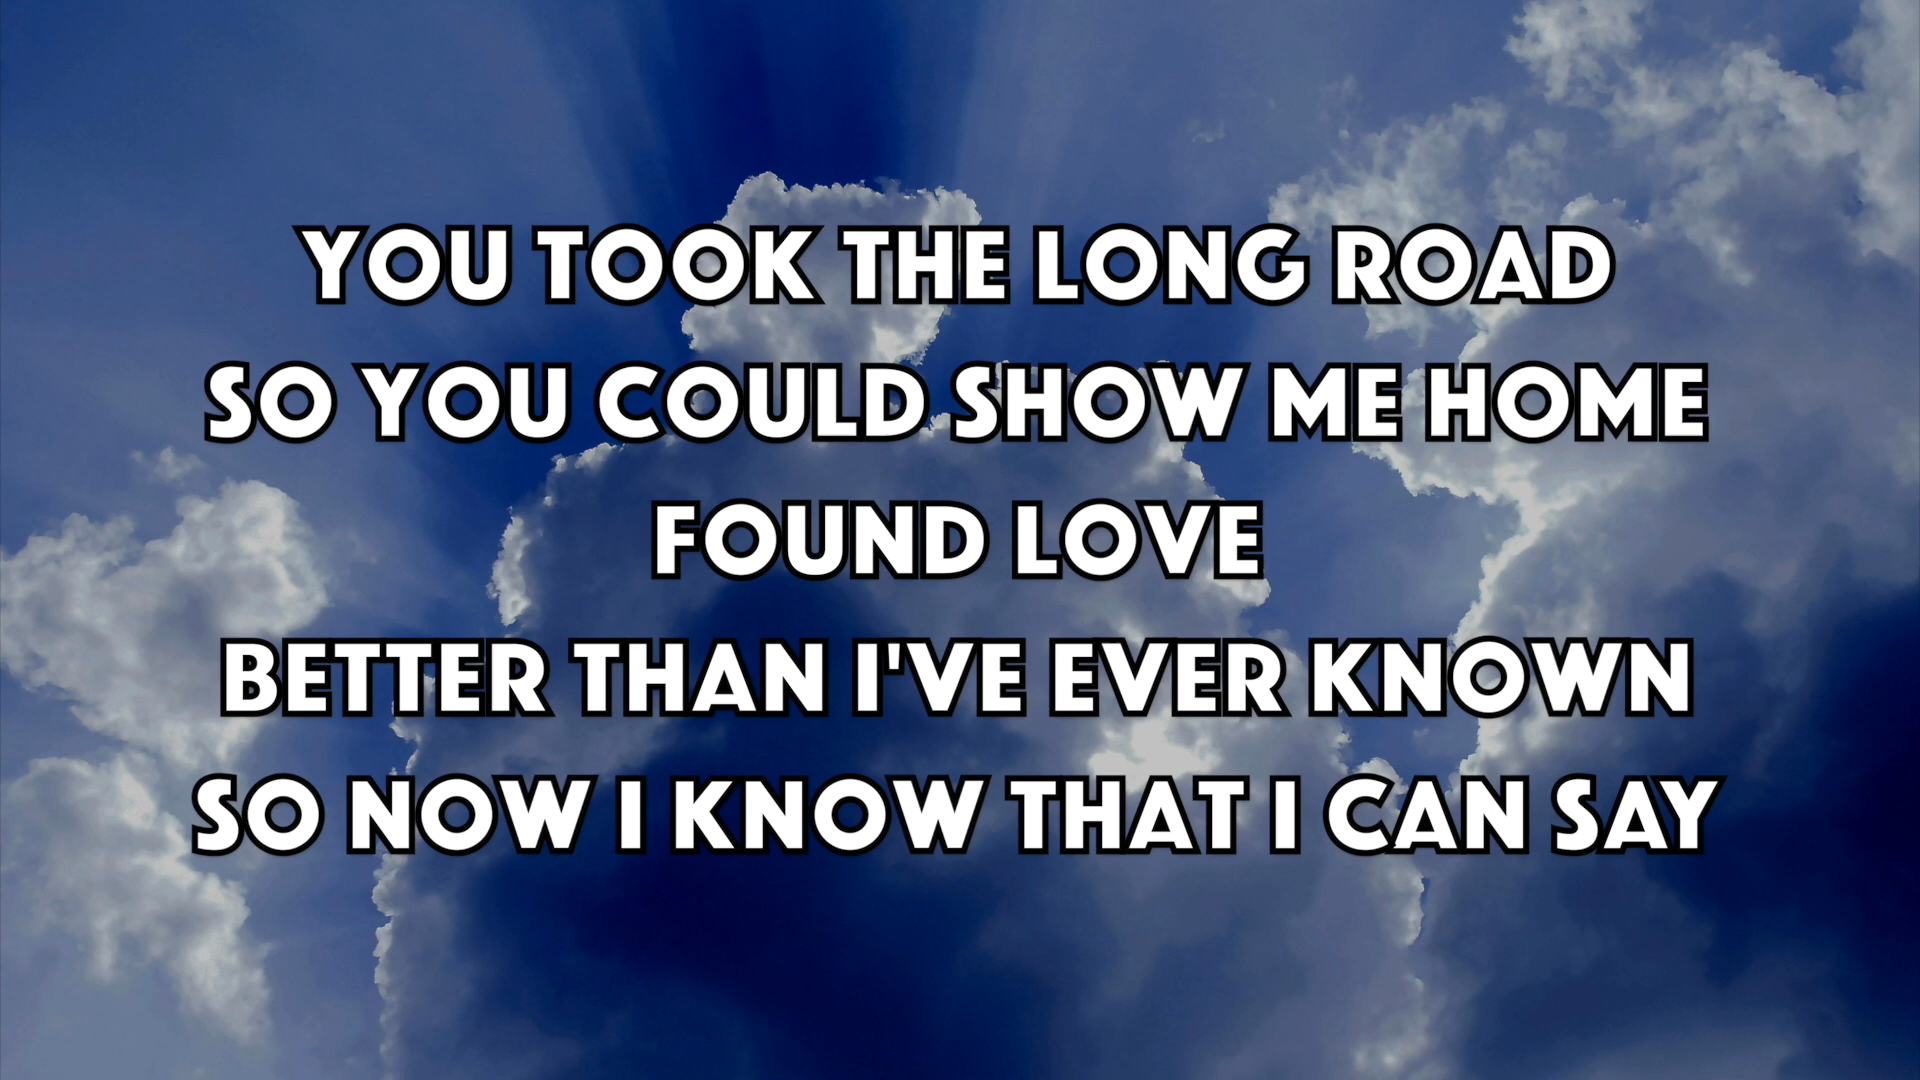 YOU TOOK THE LONG ROAD
SO YOU COULD SHOW ME HOME
FOUND LOVE
BETTER THAN I'VE EVER KNOWN
SO NOW I KNOW THAT I CAN SAY